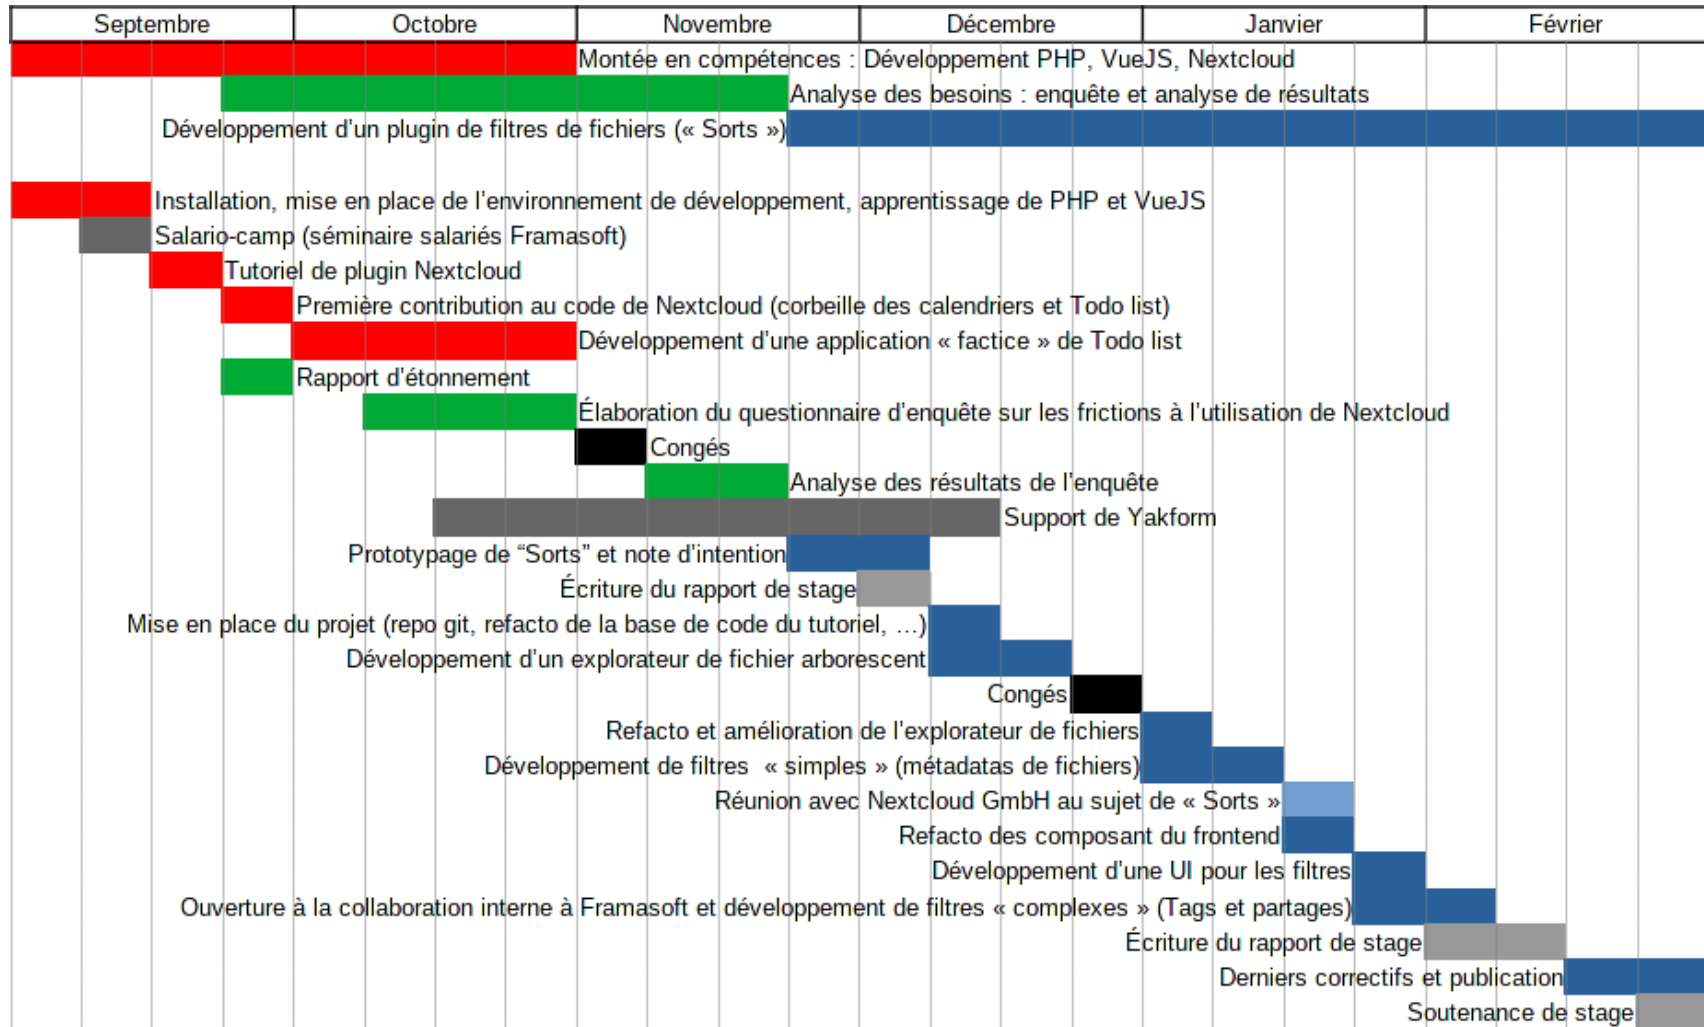 Septembre Octobre Novembre Décembre Janvier Février
Montée en compétences : Développement PHP, VueJS, Nextcloud
Analyse des besoins : enquête et analyse de résultats
Développement d’un plugin de filtres de fichiers (« Sorts »)
Installation, mise en place de l’environnement de développement, apprentissage de PHP et VueJS
Salario-camp (séminaire salariés Framasoft)
Tutoriel de plugin Nextcloud
Première contribution au code de Nextcloud (corbeille des calendriers et Todo list)
Développement d’une application « factice » de Todo list
Rapport d’étonnement
Élaboration du questionnaire d’enquête sur les frictions à l’utilisation de Nextcloud
Congés
Analyse des résultats de l’enquête
Support de Yakform
Prototypage de “Sorts” et note d’intention
Écriture du rapport de stage
Mise en place du projet (repo git, refacto de la base de code du tutoriel, …)
Développement d’un explorateur de fichier arborescent
Congés
Refacto et amélioration de l’explorateur de fichiers
Développement de filtres « simples » (métadatas de fichiers)
Réunion avec Nextcloud GmbH au sujet de « Sorts »
Refacto des composant du frontend
Développement d’une UI pour les filtres
Ouverture à la collaboration interne à Framasoft et développement de filtres « complexes » (Tags et partages)
Écriture du rapport de stage
Derniers correctifs et publication
Soutenance de stage